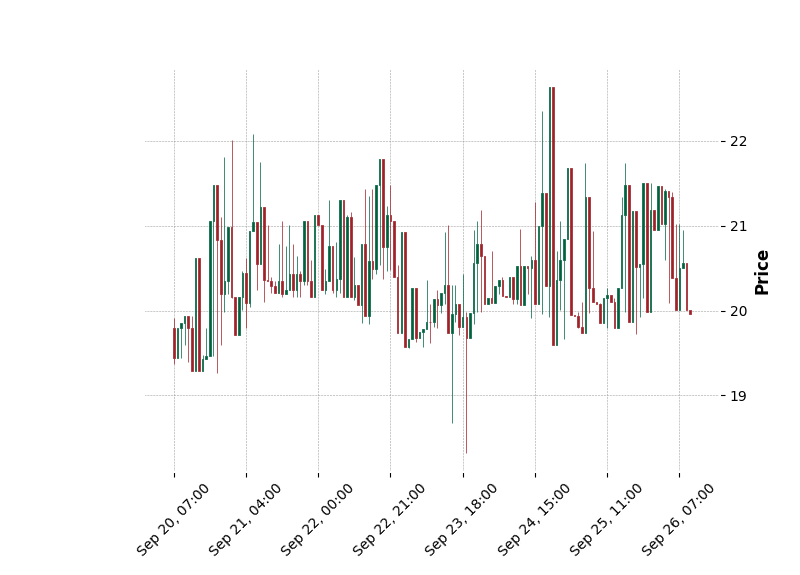 22
21
20
19
Price
Sep 20, 07:00
Sep 21, 04:00
Sep 22, 00:00
Sep 22, 21:00
Sep 23, 18:00
Sep 24, 15:00
Sep 25, 11:00
Sep 26, 07:00